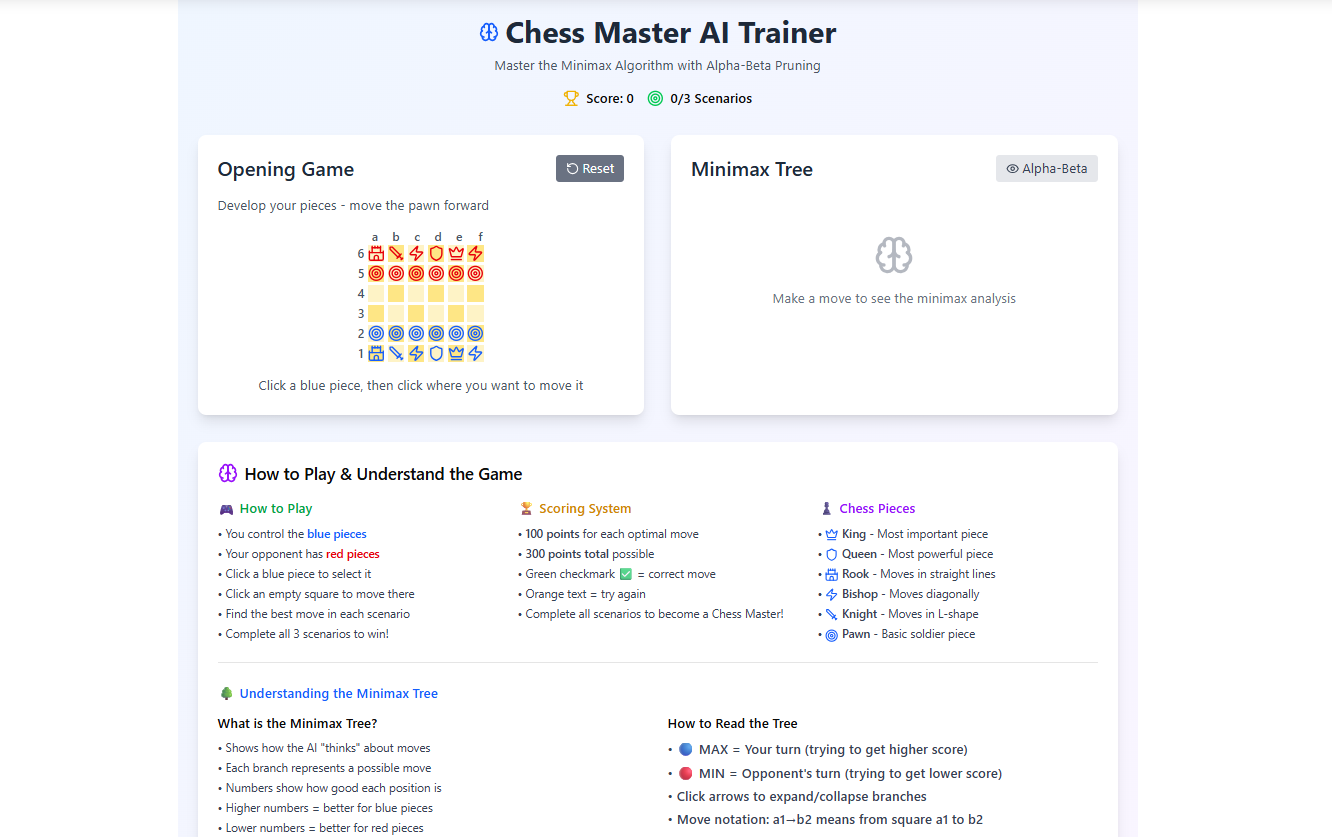 Chess Master AI Trainer
Master the Minimax Algorithm with Alpha-Beta Pruning
Score: 0 0/3 Scenarios
Opening Game
Reset
Develop your pieces - move the pawn forward
a b c d e f
6
5
4
3
2
1
Click a blue piece, then click where you want to move it
Minimax Tree
Alpha-Beta
Make a move to see the minimax analysis
How to Play & Understand the Game
How to Play
• You control the blue pieces
• Your opponent has red pieces
• Click a blue piece to select it
• Click an empty square to move there
• Find the best move in each scenario
• Complete all 3 scenarios to win!
Scoring System
• 100 points for each optimal move
• 300 points total possible
• Green checkmark ✅ = correct move
• Orange text = try again
• Complete all scenarios to become a Chess Master!
Chess Pieces
• King - Most important piece
• Queen - Most powerful piece
• Rook - Moves in straight lines
• Bishop - Moves diagonally
• Knight - Moves in L-shape
• Pawn - Basic soldier piece
Understanding the Minimax Tree
What is the Minimax Tree?
• Shows how the AI "thinks" about moves
• Each branch represents a possible move
• Numbers show how good each position is
• Higher numbers = better for blue pieces
• Lower numbers = better for red pieces
How to Read the Tree
• 🔵 MAX = Your turn (trying to get higher score)
• 🔴 MIN = Opponent's turn (trying to get lower score)
• Click arrows to expand/collapse branches
• Move notation: a1→b2 means from square a1 to b2